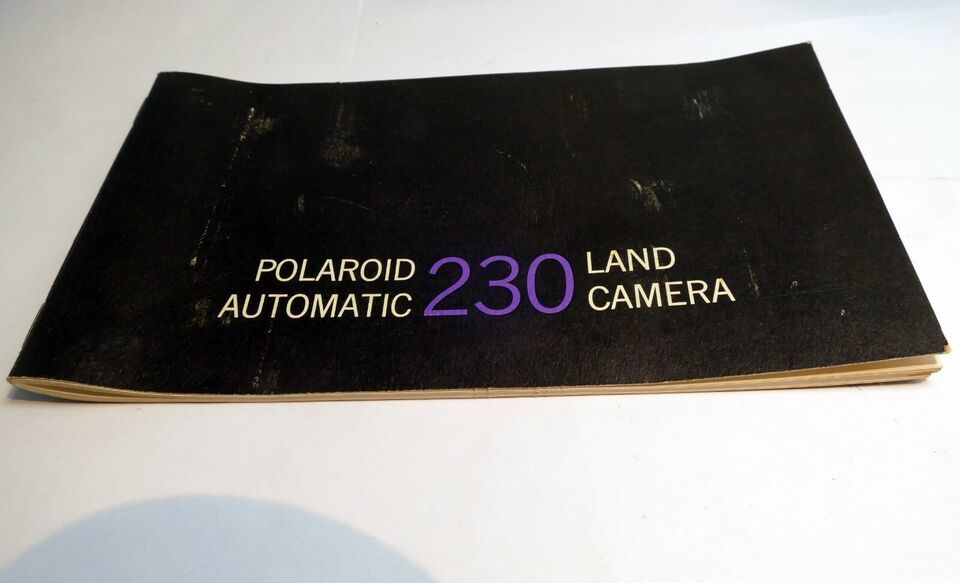 POLAROID
AUTOMATIC
230
LAND
CAMERA